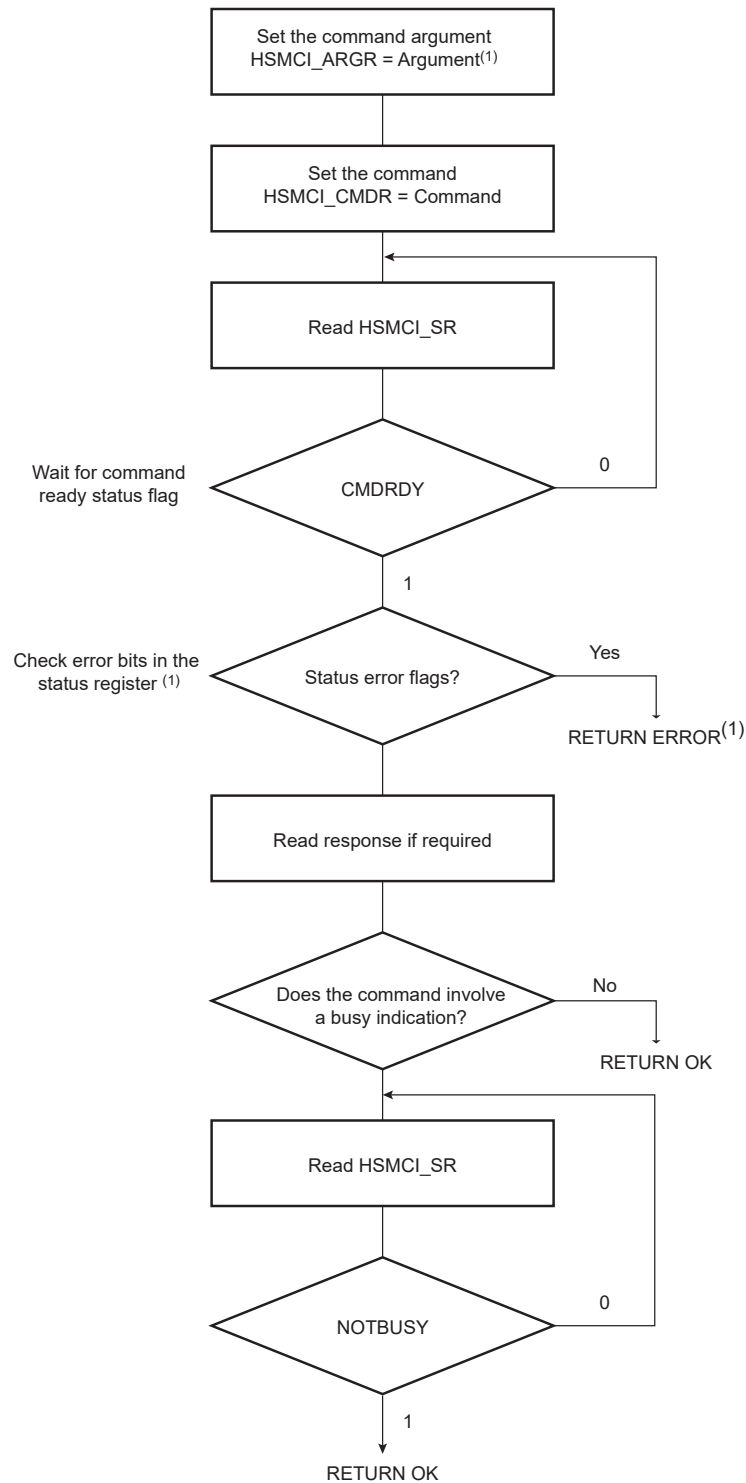 Set the command argument
HSMCI_ARGR = Argument(1)
Set the command
HSMCI_CMDR = Command
Read HSMCI_SR
Wait for command
ready status flag
CMDRDY
0
1
Check error bits in the
status register (1)
Status error flags?
Yes
RETURN ERROR(1)
Read response if required
Does the command involve
a busy indication?
No
RETURN OK
Read HSMCI_SR
NOTBUSY
0
1
RETURN OK